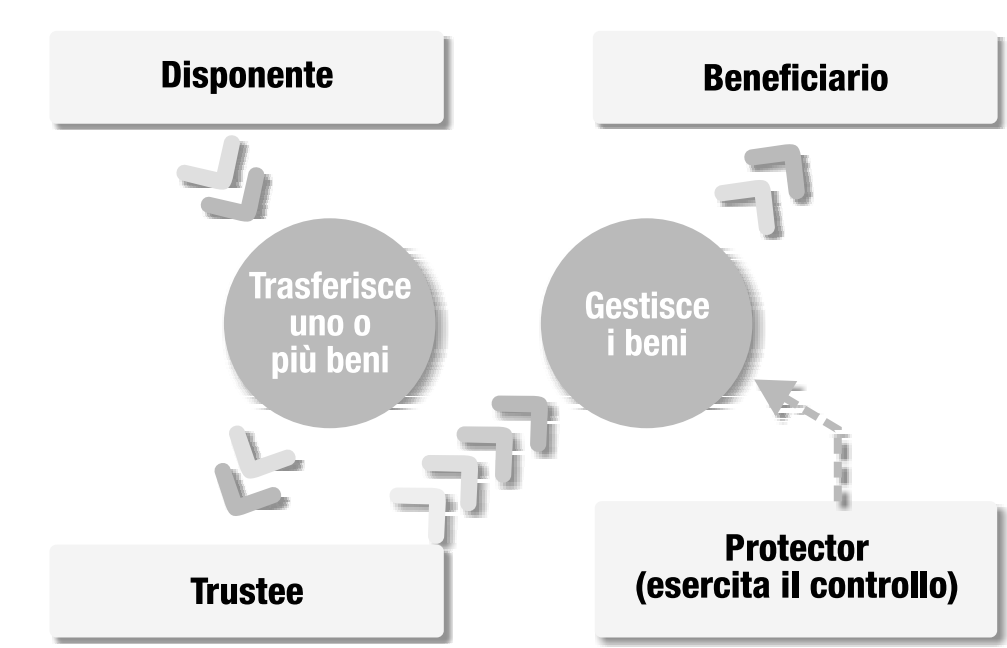 Disponente
Beneficiario
Trasferisce
uno o
più beni
Gestisce
i beni
Trustee
Protector
(esercita il controllo)